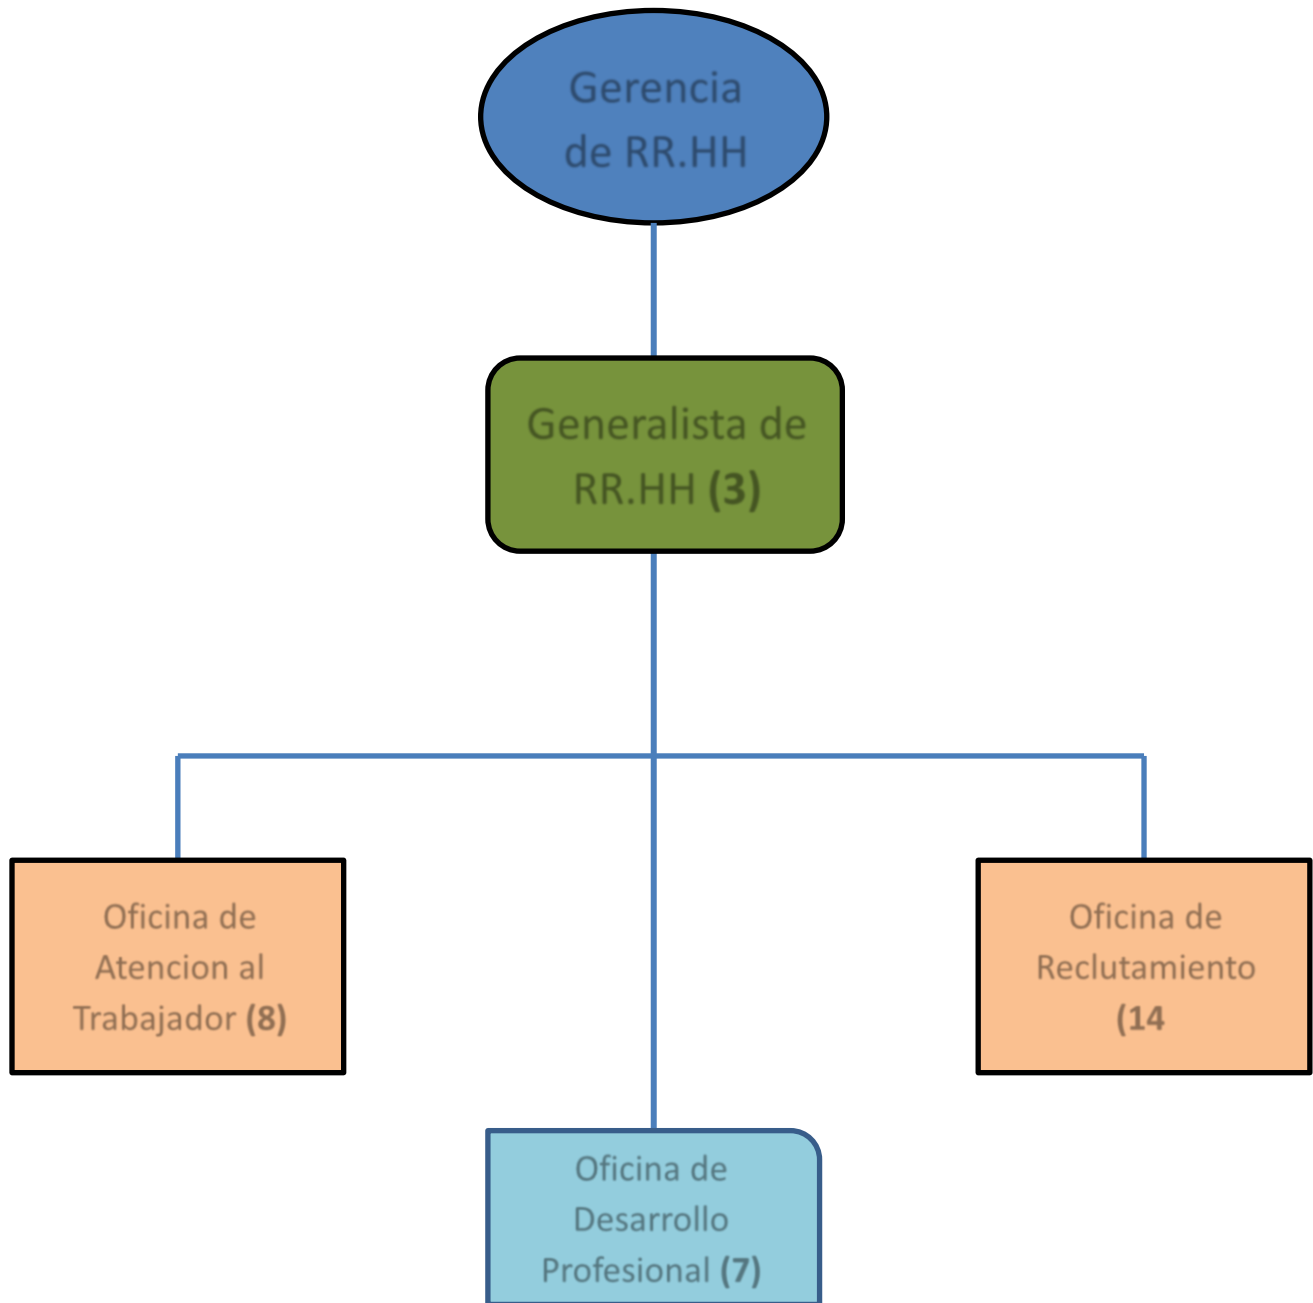 Gerencia
de RR.HH
Generalista de
RR.HH (3)
Oficina de
Atencion al
Trabajador (8)
Oficina de
Reclutamiento
(14
Oficina de
Desarrollo
Profesional (7)